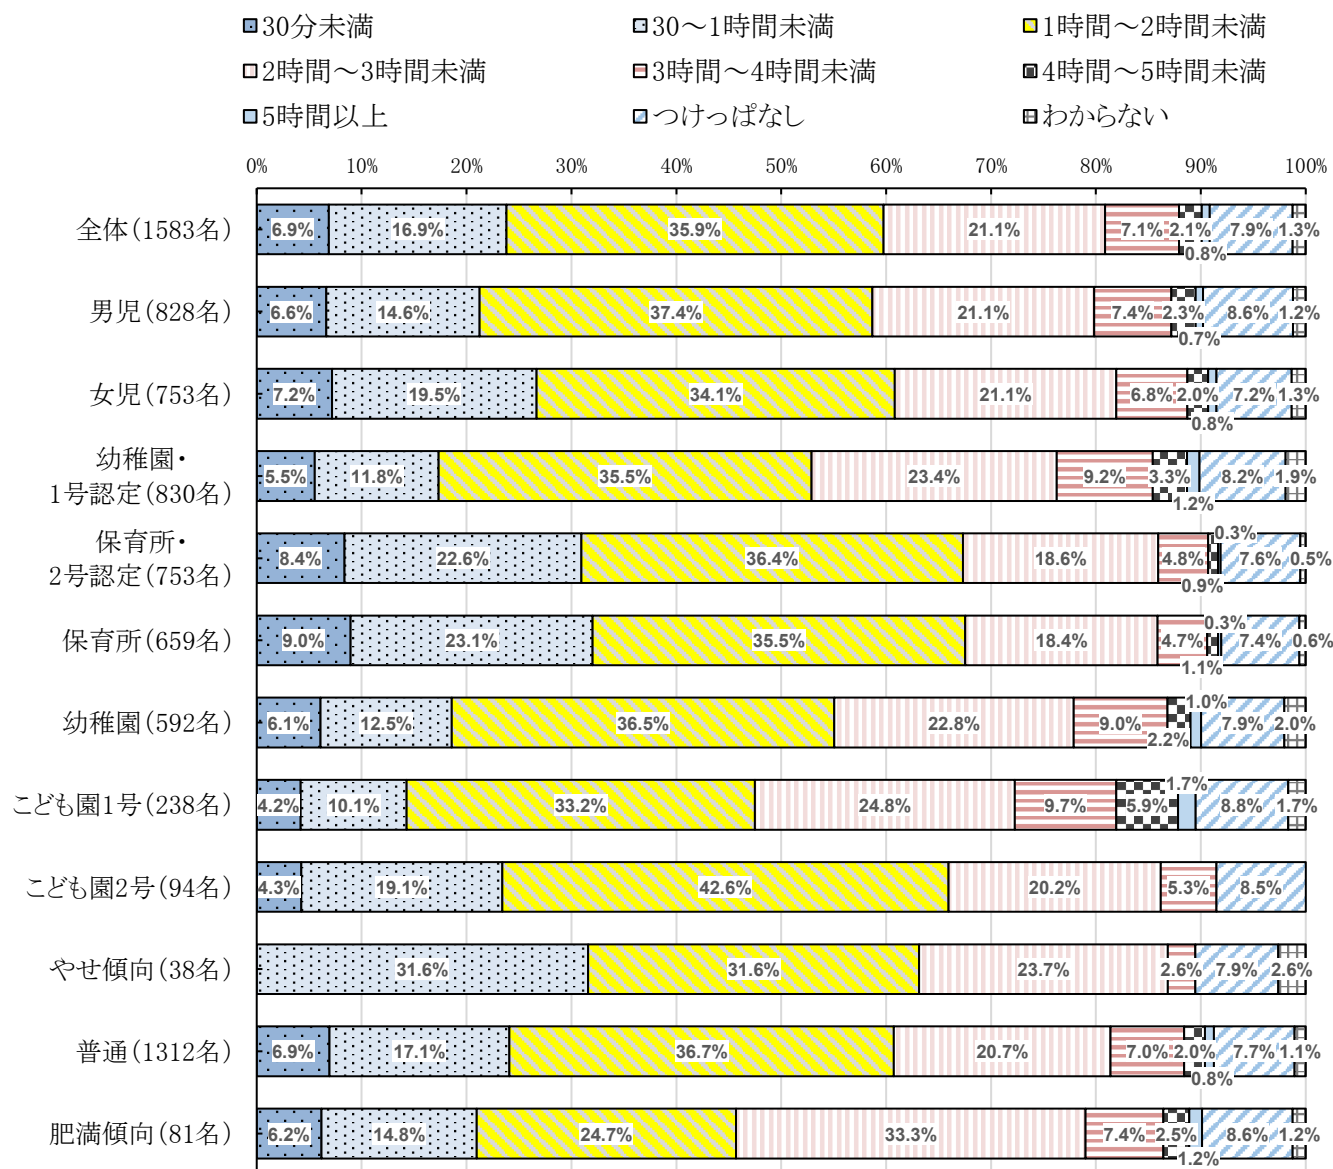 30分未満 30～1時間未満 1時間～2時間未満
2時間～3時間未満 3時間～4時間未満 4時間～5時間未満
5時間以上 つけっぱなし わからない
0% 10% 20% 30% 40% 50% 60% 70% 80% 90% 100%
全体(1583名) 6.9% 16.9% 35.9% 21.1% 7.1% 2.1% 0.8% 7.9% 1.3%
男児(828名) 6.6% 14.6% 37.4% 21.1% 7.4% 2.3% 0.7% 8.6% 1.2%
女児(753名) 7.2% 19.5% 34.1% 21.1% 6.8% 2.0% 0.8% 7.2% 1.3%
幼稚園・
1号認定(830名) 5.5% 11.8% 35.5% 23.4% 9.2% 3.3% 1.2% 8.2% 1.9%
保育所・
2号認定(753名) 8.4% 22.6% 36.4% 18.6% 4.8% 0.9% 0.3% 7.6% 0.5%
保育所(659名) 9.0% 23.1% 35.5% 18.4% 4.7% 1.1% 0.3% 7.4% 0.6%
幼稚園(592名) 6.1% 12.5% 36.5% 22.8% 9.0% 2.2% 1.0% 7.9% 2.0%
こども園1号(238名) 4.2% 10.1% 33.2% 24.8% 9.7% 5.9% 1.7% 8.8% 1.7%
こども園2号(94名) 4.3% 19.1% 42.6% 20.2% 5.3% 8.5%
やせ傾向(38名) 31.6% 31.6% 23.7% 2.6% 7.9% 2.6%
普通(1312名) 6.9% 17.1% 36.7% 20.7% 7.0% 2.0% 0.8% 7.7% 1.1%
肥満傾向(81名) 6.2% 14.8% 24.7% 33.3% 7.4% 2.5% 1.2% 8.6% 1.2%